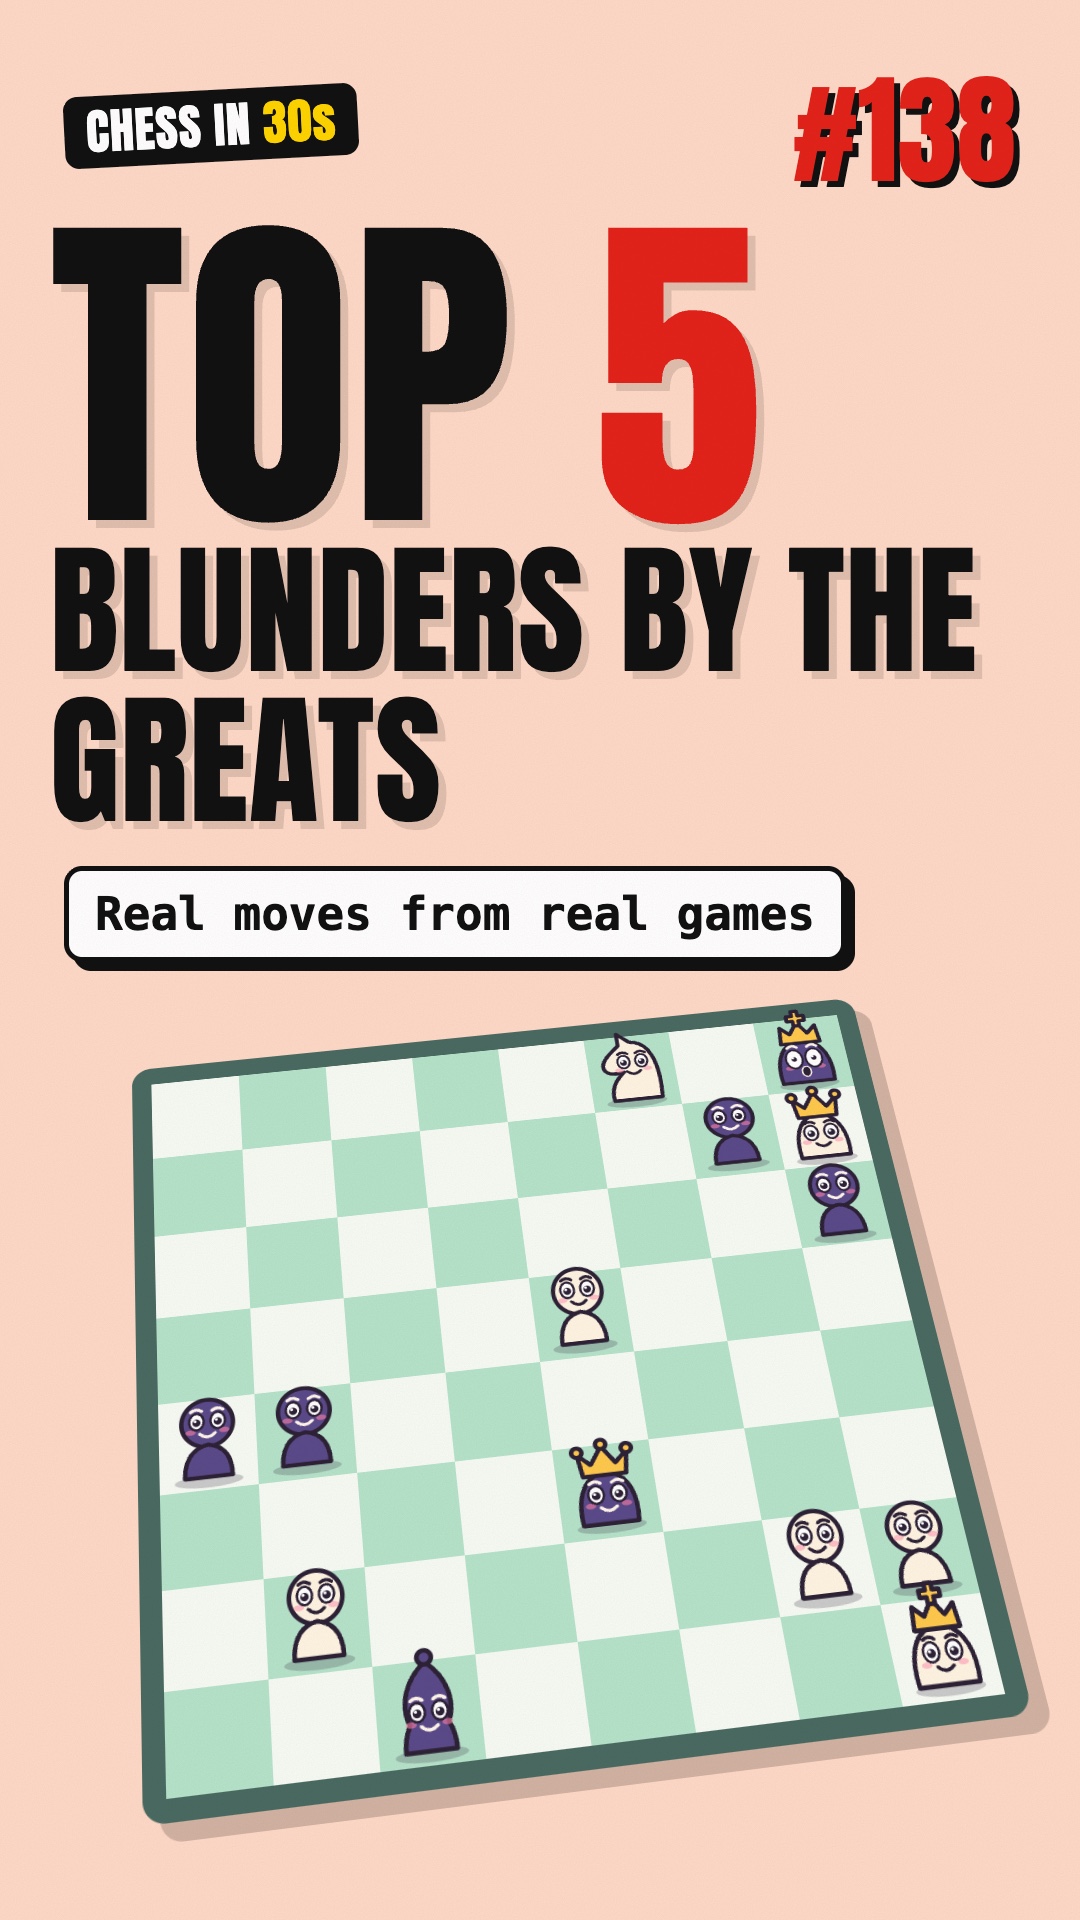 CHESS IN 30s
#138
TOP 5
BLUNDERS BY THE
GREATS
Real moves from real games